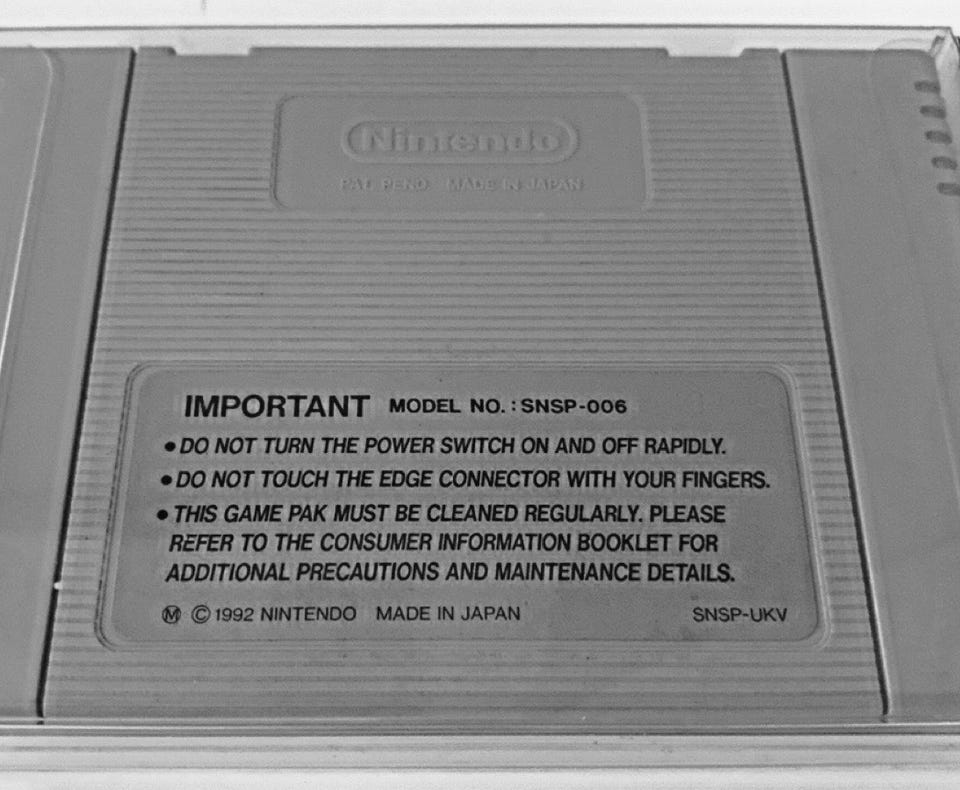 Nintendo
PAT. PEND. MADE IN JAPAN
IMPORTANT MODEL NO. : SNSP-006
•DO NOT TURN THE POWER SWITCH ON AND OFF RAPIDLY.
•DO NOT TOUCH THE EDGE CONNECTOR WITH YOUR FINGERS.
•THIS GAME PAK MUST BE CLEANED REGULARLY. PLEASE
REFER TO THE CONSUMER INFORMATION BOOKLET FOR
ADDITIONAL PRECAUTIONS AND MAINTENANCE DETAILS.
Ⓜ ©1992 NINTENDO MADE IN JAPAN SNSP-UKV